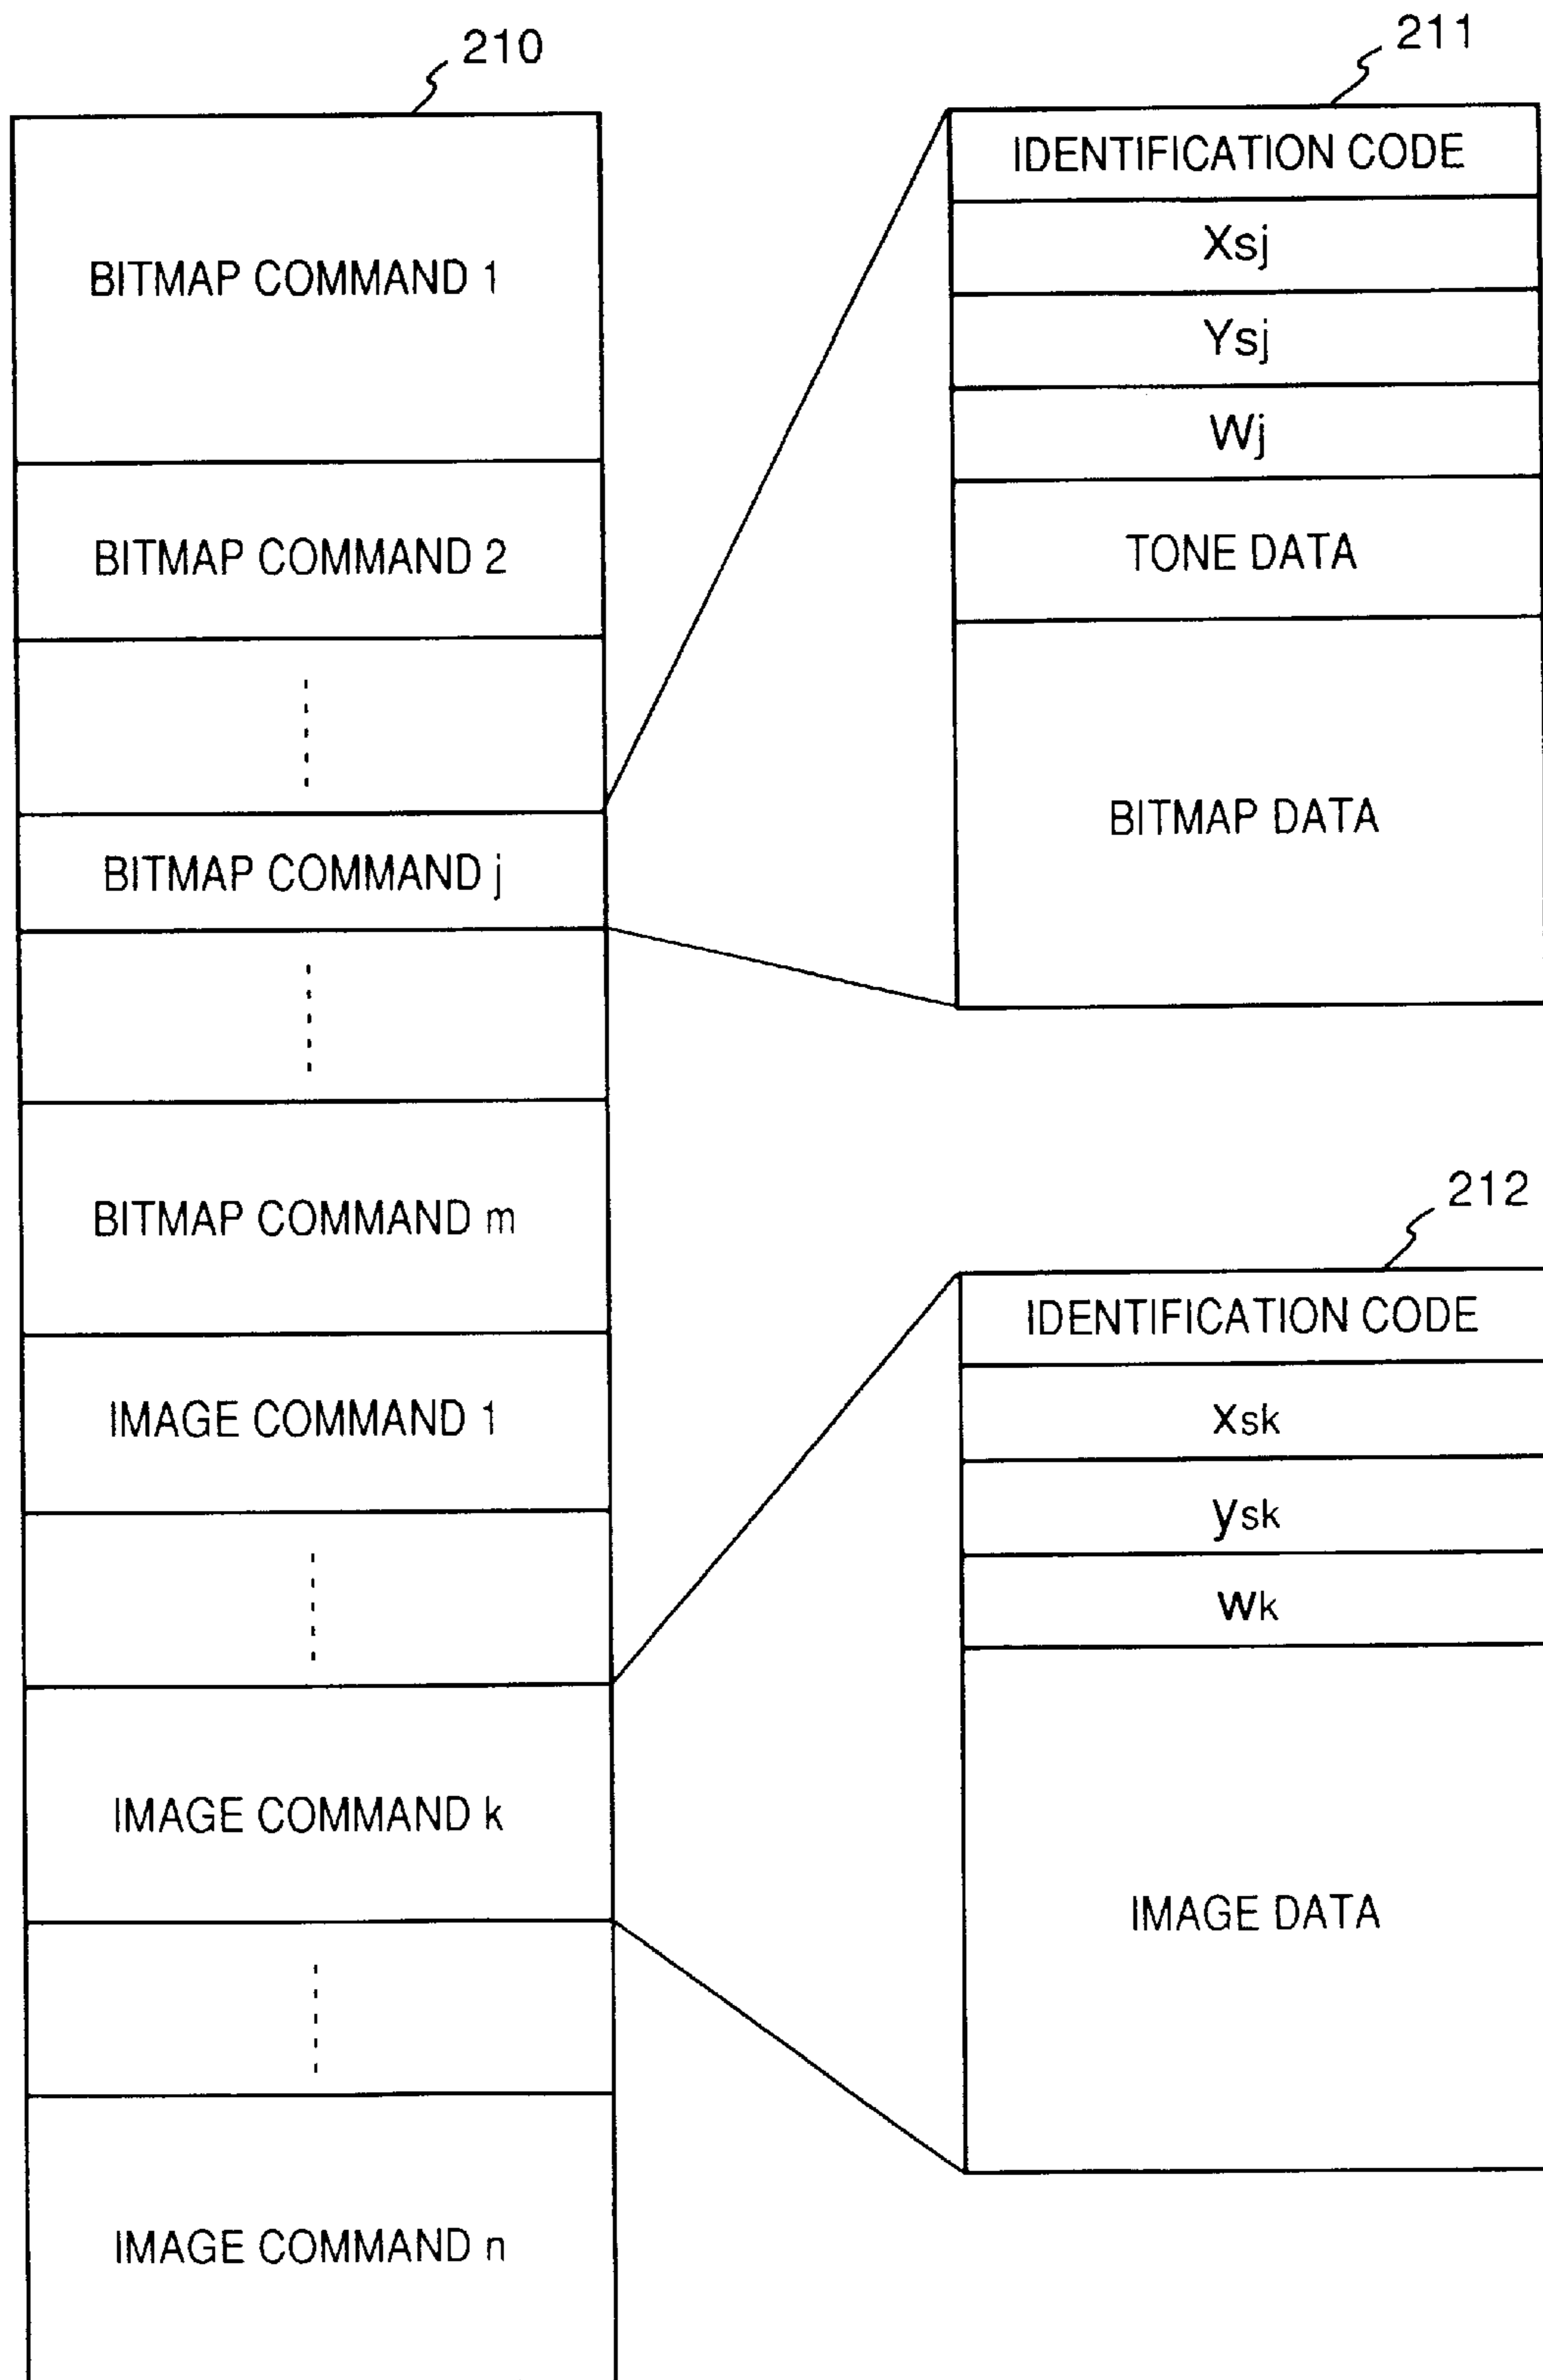 210
BITMAP COMMAND 1
BITMAP COMMAND 2
BITMAP COMMAND j
BITMAP COMMAND m
IMAGE COMMAND 1
IMAGE COMMAND k
IMAGE COMMAND n
211
IDENTIFICATION CODE
Xsj
Ysj
Wj
TONE DATA
BITMAP DATA
212
IDENTIFICATION CODE
xsk
ysk
wk
IMAGE DATA